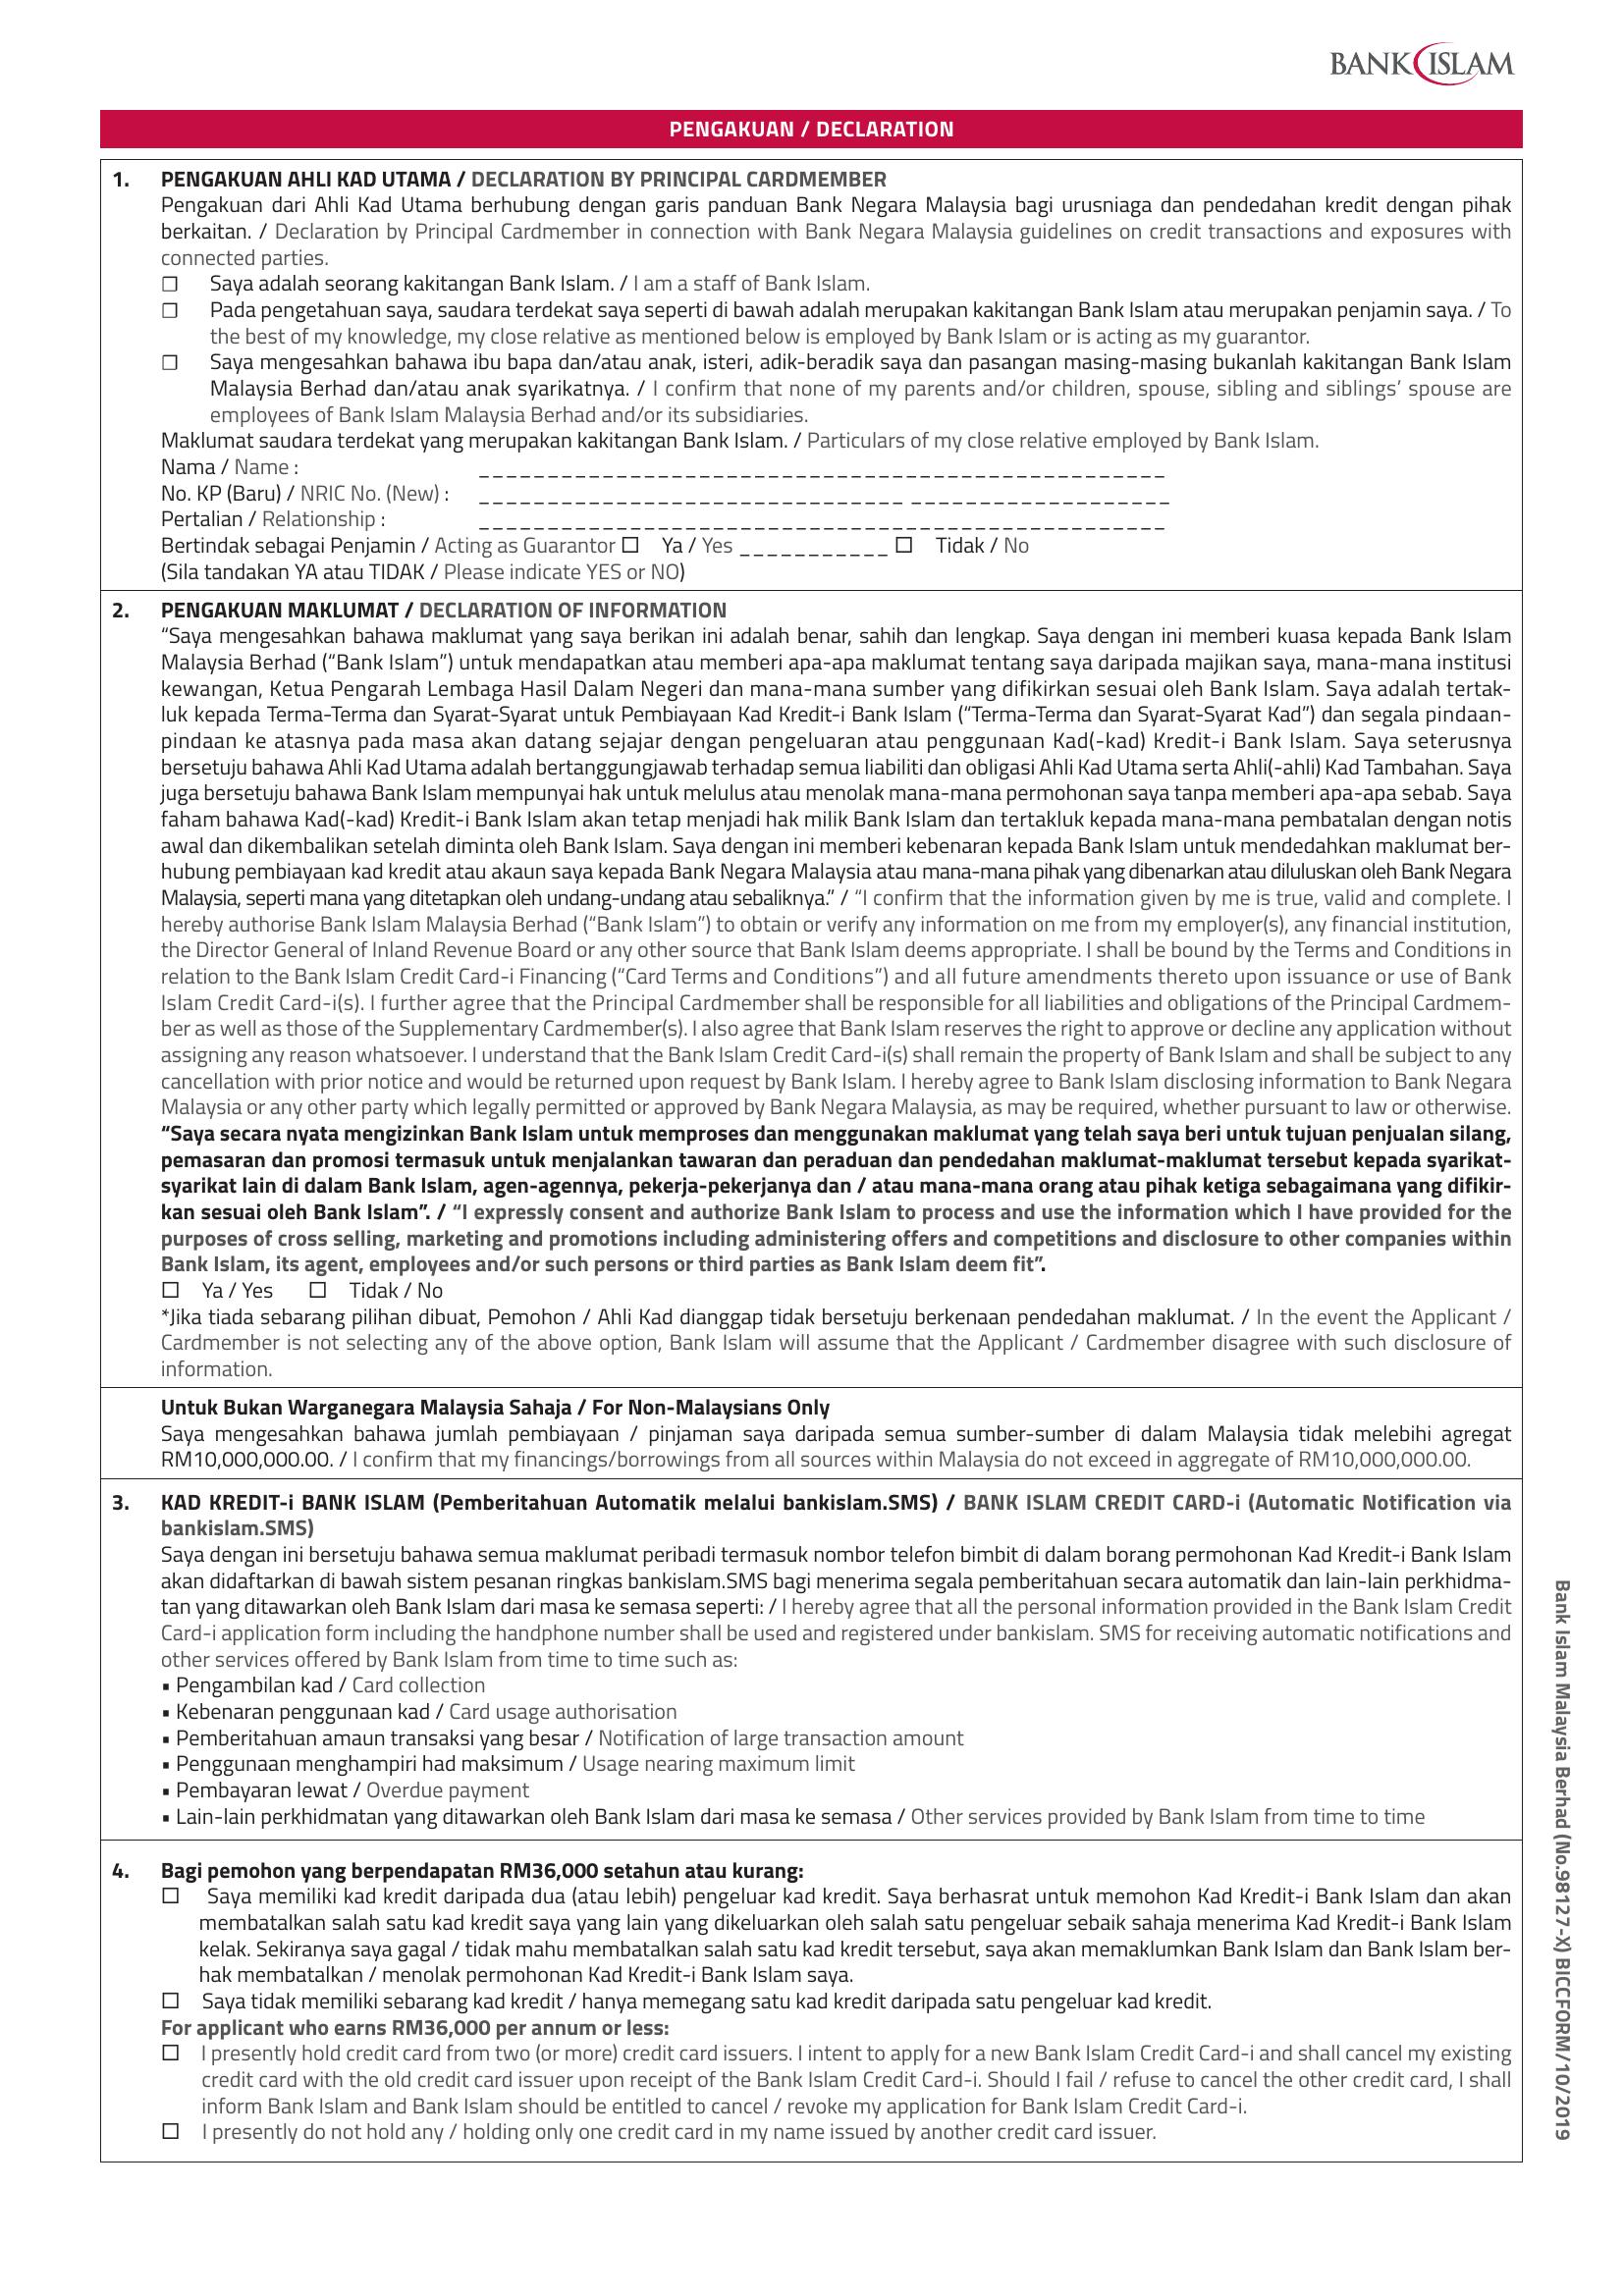 BANK ISLAM
PENGAKUAN / DECLARATION
1. PENGAKUAN AHLI KAD UTAMA / DECLARATION BY PRINCIPAL CARDMEMBER
Pengakuan dari Ahli Kad Utama berhubung dengan garis panduan Bank Negara Malaysia bagi urusniaga dan pendedahan kredit dengan pihak
berkaitan. / Declaration by Principal Cardmember in connection with Bank Negara Malaysia guidelines on credit transactions and exposures with
connected parties.
☐ Saya adalah seorang kakitangan Bank Islam. / I am a staff of Bank Islam.
☐ Pada pengetahuan saya, saudara terdekat saya seperti di bawah adalah merupakan kakitangan Bank Islam atau merupakan penjamin saya. / To
the best of my knowledge, my close relative as mentioned below is employed by Bank Islam or is acting as my guarantor.
☐ Saya mengesahkan bahawa ibu bapa dan/atau anak, isteri, adik-beradik saya dan pasangan masing-masing bukanlah kakitangan Bank Islam
Malaysia Berhad dan/atau anak syarikatnya. / I confirm that none of my parents and/or children, spouse, sibling and siblings’ spouse are
employees of Bank Islam Malaysia Berhad and/or its subsidiaries.
Maklumat saudara terdekat yang merupakan kakitangan Bank Islam. / Particulars of my close relative employed by Bank Islam.
Nama / Name : __________________________________________________
No. KP (Baru) / NRIC No. (New) : _______________________________ ___________________
Pertalian / Relationship : __________________________________________________
Bertindak sebagai Penjamin / Acting as Guarantor ☐ Ya / Yes ___________ ☐ Tidak / No
(Sila tandakan YA atau TIDAK / Please indicate YES or NO)
2. PENGAKUAN MAKLUMAT / DECLARATION OF INFORMATION
“Saya mengesahkan bahawa maklumat yang saya berikan ini adalah benar, sahih dan lengkap. Saya dengan ini memberi kuasa kepada Bank Islam
Malaysia Berhad (“Bank Islam”) untuk mendapatkan atau memberi apa-apa maklumat tentang saya daripada majikan saya, mana-mana institusi
kewangan, Ketua Pengarah Lembaga Hasil Dalam Negeri dan mana-mana sumber yang difikirkan sesuai oleh Bank Islam. Saya adalah tertak-
luk kepada Terma-Terma dan Syarat-Syarat untuk Pembiayaan Kad Kredit-i Bank Islam (“Terma-Terma dan Syarat-Syarat Kad”) dan segala pindaan-
pindaan ke atasnya pada masa akan datang sejajar dengan pengeluaran atau penggunaan Kad(-kad) Kredit-i Bank Islam. Saya seterusnya
bersetuju bahawa Ahli Kad Utama adalah bertanggungjawab terhadap semua liabiliti dan obligasi Ahli Kad Utama serta Ahli(-ahli) Kad Tambahan. Saya
juga bersetuju bahawa Bank Islam mempunyai hak untuk melulus atau menolak mana-mana permohonan saya tanpa memberi apa-apa sebab. Saya
faham bahawa Kad(-kad) Kredit-i Bank Islam akan tetap menjadi hak milik Bank Islam dan tertakluk kepada mana-mana pembatalan dengan notis
awal dan dikembalikan setelah diminta oleh Bank Islam. Saya dengan ini memberi kebenaran kepada Bank Islam untuk mendedahkan maklumat ber-
hubung pembiayaan kad kredit atau akaun saya kepada Bank Negara Malaysia atau mana-mana pihak yang dibenarkan atau diluluskan oleh Bank Negara
Malaysia, seperti mana yang ditetapkan oleh undang-undang atau sebaliknya.” / “I confirm that the information given by me is true, valid and complete. I
hereby authorise Bank Islam Malaysia Berhad (“Bank Islam”) to obtain or verify any information on me from my employer(s), any financial institution,
the Director General of Inland Revenue Board or any other source that Bank Islam deems appropriate. I shall be bound by the Terms and Conditions in
relation to the Bank Islam Credit Card-i Financing (“Card Terms and Conditions”) and all future amendments thereto upon issuance or use of Bank
Islam Credit Card-i(s). I further agree that the Principal Cardmember shall be responsible for all liabilities and obligations of the Principal Cardmem-
ber as well as those of the Supplementary Cardmember(s). I also agree that Bank Islam reserves the right to approve or decline any application without
assigning any reason whatsoever. I understand that the Bank Islam Credit Card-i(s) shall remain the property of Bank Islam and shall be subject to any
cancellation with prior notice and would be returned upon request by Bank Islam. I hereby agree to Bank Islam disclosing information to Bank Negara
Malaysia or any other party which legally permitted or approved by Bank Negara Malaysia, as may be required, whether pursuant to law or otherwise.
“Saya secara nyata mengizinkan Bank Islam untuk memproses dan menggunakan maklumat yang telah saya beri untuk tujuan penjualan silang,
pemasaran dan promosi termasuk untuk menjalankan tawaran dan peraduan dan pendedahan maklumat-maklumat tersebut kepada syarikat-
syarikat lain di dalam Bank Islam, agen-agennya, pekerja-pekerjanya dan / atau mana-mana orang atau pihak ketiga sebagaimana yang difikir-
kan sesuai oleh Bank Islam”. / “I expressly consent and authorize Bank Islam to process and use the information which I have provided for the
purposes of cross selling, marketing and promotions including administering offers and competitions and disclosure to other companies within
Bank Islam, its agent, employees and/or such persons or third parties as Bank Islam deem fit”.
☐ Ya / Yes ☐ Tidak / No
*Jika tiada sebarang pilihan dibuat, Pemohon / Ahli Kad dianggap tidak bersetuju berkenaan pendedahan maklumat. / In the event the Applicant /
Cardmember is not selecting any of the above option, Bank Islam will assume that the Applicant / Cardmember disagree with such disclosure of
information.
Untuk Bukan Warganegara Malaysia Sahaja / For Non-Malaysians Only
Saya mengesahkan bahawa jumlah pembiayaan / pinjaman saya daripada semua sumber-sumber di dalam Malaysia tidak melebihi agregat
RM10,000,000.00. / I confirm that my financings/borrowings from all sources within Malaysia do not exceed in aggregate of RM10,000,000.00.
3. KAD KREDIT-i BANK ISLAM (Pemberitahuan Automatik melalui bankislam.SMS) / BANK ISLAM CREDIT CARD-i (Automatic Notification via
bankislam.SMS)
Saya dengan ini bersetuju bahawa semua maklumat peribadi termasuk nombor telefon bimbit di dalam borang permohonan Kad Kredit-i Bank Islam
akan didaftarkan di bawah sistem pesanan ringkas bankislam.SMS bagi menerima segala pemberitahuan secara automatik dan lain-lain perkhidma-
tan yang ditawarkan oleh Bank Islam dari masa ke semasa seperti: / I hereby agree that all the personal information provided in the Bank Islam Credit
Card-i application form including the handphone number shall be used and registered under bankislam. SMS for receiving automatic notifications and
other services offered by Bank Islam from time to time such as:
▪ Pengambilan kad / Card collection
▪ Kebenaran penggunaan kad / Card usage authorisation
▪ Pemberitahuan amaun transaksi yang besar / Notification of large transaction amount
▪ Penggunaan menghampiri had maksimum / Usage nearing maximum limit
▪ Pembayaran lewat / Overdue payment
▪ Lain-lain perkhidmatan yang ditawarkan oleh Bank Islam dari masa ke semasa / Other services provided by Bank Islam from time to time
4. Bagi pemohon yang berpendapatan RM36,000 setahun atau kurang:
☐ Saya memiliki kad kredit daripada dua (atau lebih) pengeluar kad kredit. Saya berhasrat untuk memohon Kad Kredit-i Bank Islam dan akan
membatalkan salah satu kad kredit saya yang lain yang dikeluarkan oleh salah satu pengeluar sebaik sahaja menerima Kad Kredit-i Bank Islam
kelak. Sekiranya saya gagal / tidak mahu membatalkan salah satu kad kredit tersebut, saya akan memaklumkan Bank Islam dan Bank Islam ber-
hak membatalkan / menolak permohonan Kad Kredit-i Bank Islam saya.
☐ Saya tidak memiliki sebarang kad kredit / hanya memegang satu kad kredit daripada satu pengeluar kad kredit.
For applicant who earns RM36,000 per annum or less:
☐ I presently hold credit card from two (or more) credit card issuers. I intent to apply for a new Bank Islam Credit Card-i and shall cancel my existing
credit card with the old credit card issuer upon receipt of the Bank Islam Credit Card-i. Should I fail / refuse to cancel the other credit card, I shall
inform Bank Islam and Bank Islam should be entitled to cancel / revoke my application for Bank Islam Credit Card-i.
☐ I presently do not hold any / holding only one credit card in my name issued by another credit card issuer.
Bank Islam Malaysia Berhad (No.98127-X) BICCFORM/10/2019